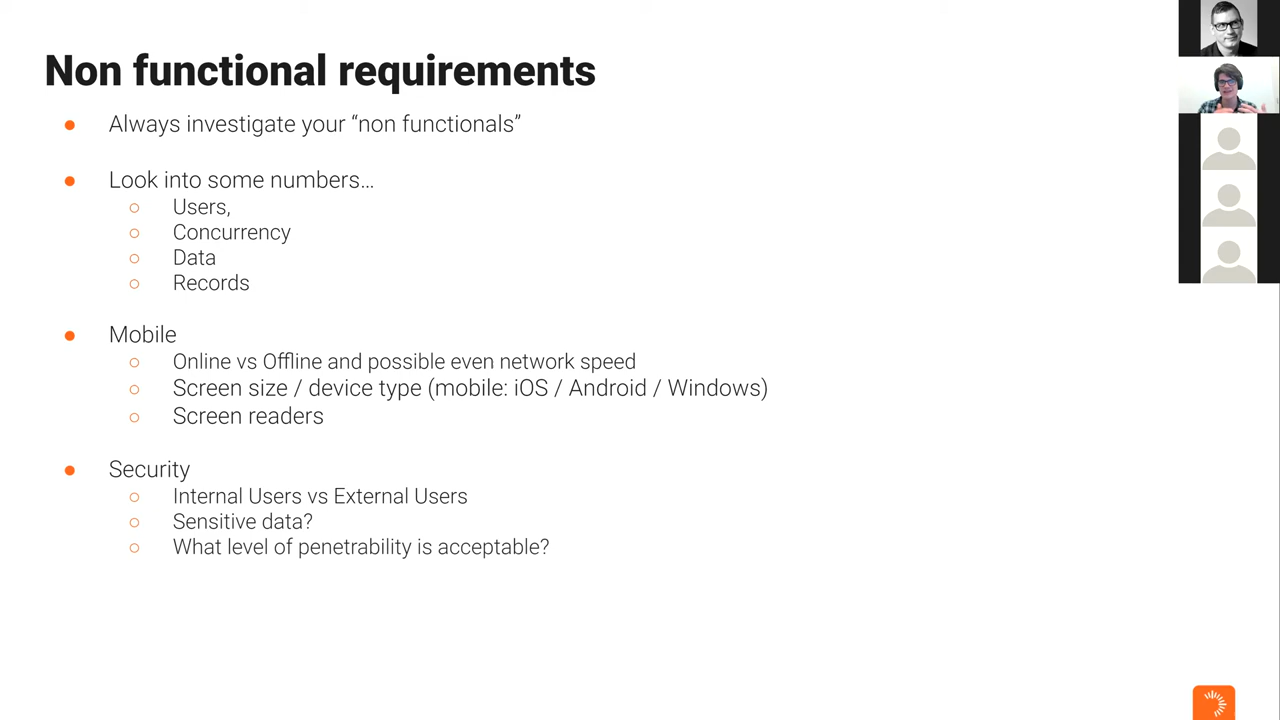 Non functional requirements
Always investigate your “non functionals”
Look into some numbers…
Users,
Concurrency
Data
Records
Mobile
Online vs Offline and possible even network speed
Screen size / device type (mobile: iOS / Android / Windows)
Screen readers
Security
Internal Users vs External Users
Sensitive data?
What level of penetrability is acceptable?